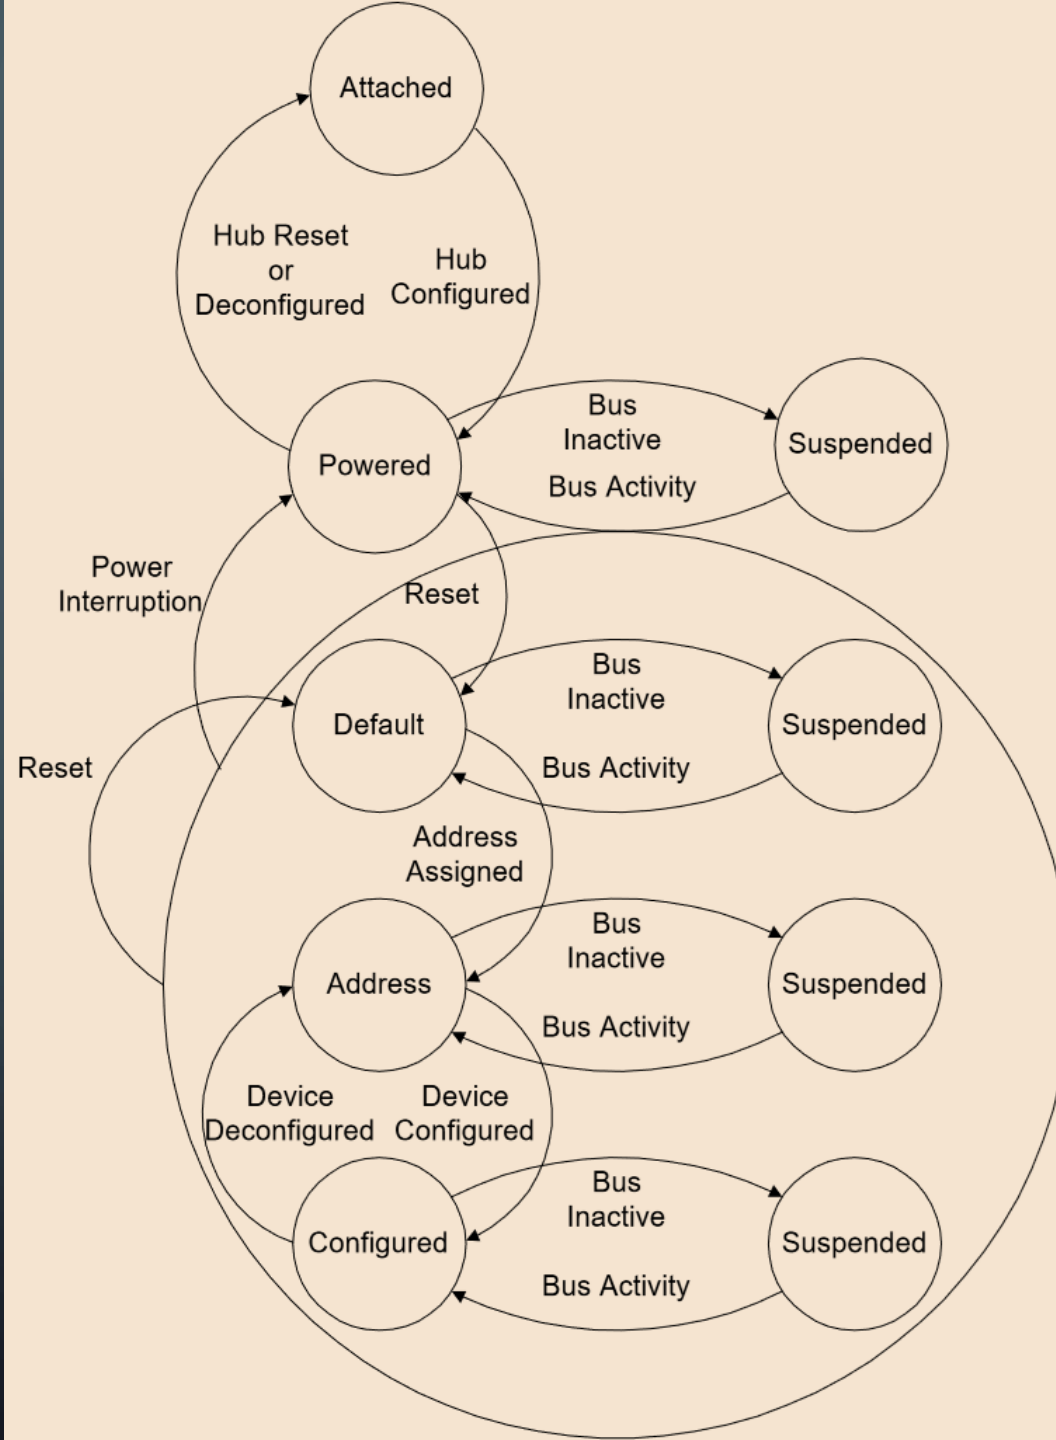 Attached
Hub Reset
or
Deconfigured
Hub
Configured
Bus
Inactive
Suspended
Powered
Bus Activity
Power
Interruption
Reset
Bus
Inactive
Default
Suspended
Reset
Bus Activity
Address
Assigned
Bus
Inactive
Address
Suspended
Bus Activity
Device
Deconfigured
Device
Configured
Bus
Inactive
Configured
Suspended
Bus Activity